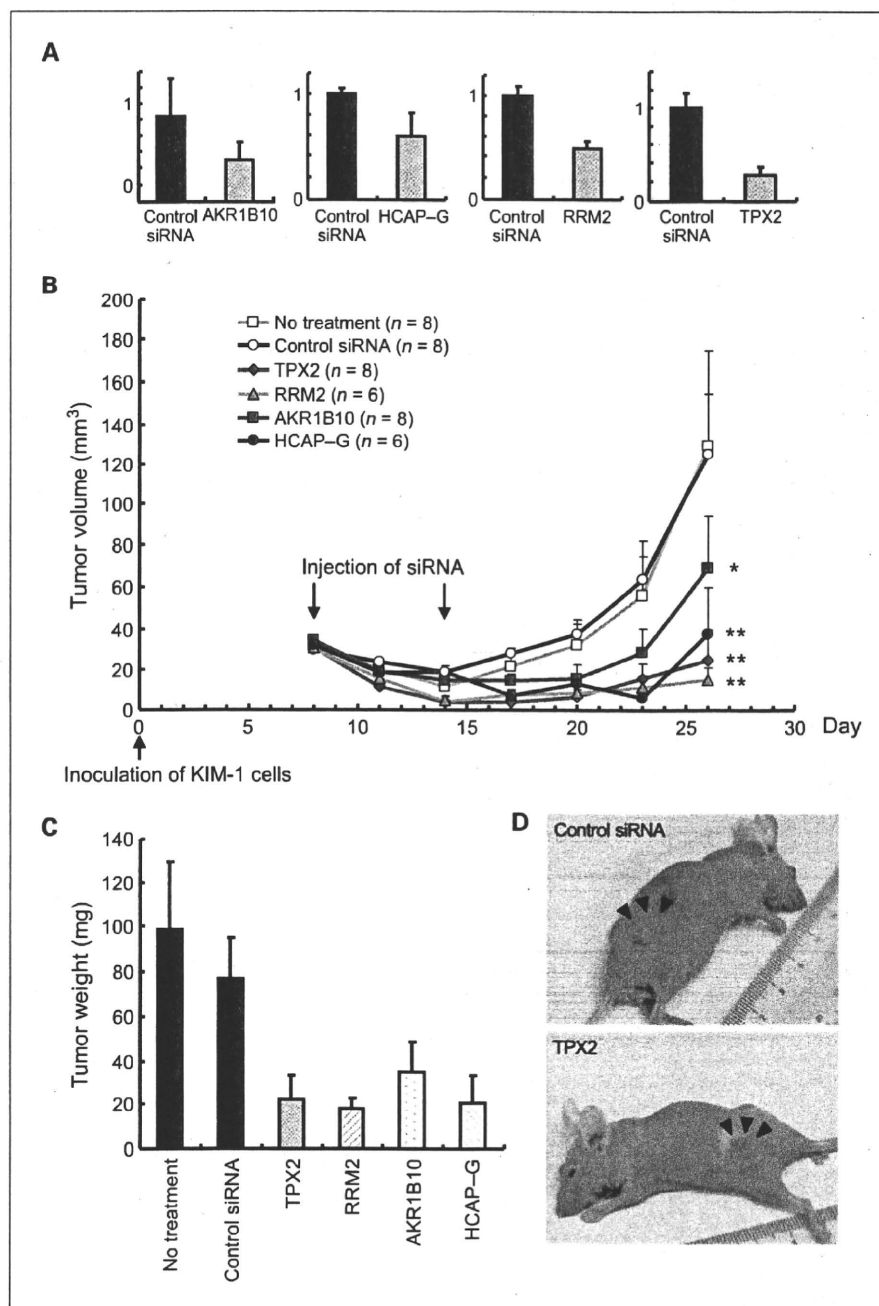 A
1
0
Control siRNA
AKR1B10
1
0
Control siRNA
HCAP–G
1
0
Control siRNA
RRM2
1
0
Control siRNA
TPX2
B
Tumor volume (mm³)
200
180
160
140
120
100
80
60
40
20
0
No treatment (n = 8)
Control siRNA (n = 8)
TPX2 (n = 8)
RRM2 (n = 6)
AKR1B10 (n = 8)
HCAP–G (n = 6)
Injection of siRNA
*
**
**
**
0 5 10 15 20 25 30 Day
Inoculation of KIM-1 cells
C
Tumor weight (mg)
140
120
100
80
60
40
20
0
No treatment
Control siRNA
TPX2
RRM2
AKR1B10
HCAP–G
D
Control siRNA
TPX2